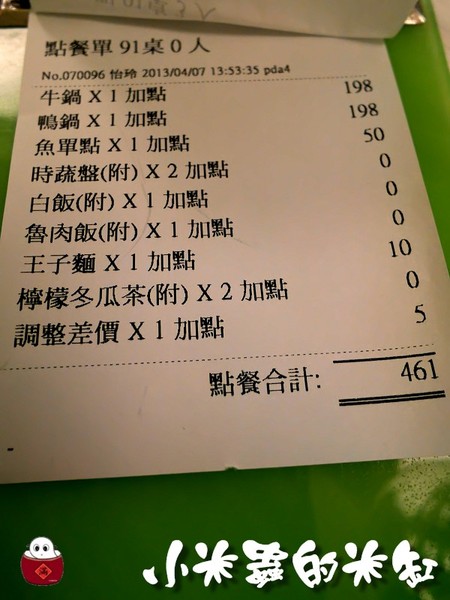 點餐單 91桌 0 人
No.070096 怡玲 2013/04/07 13:53:35 pda4
牛鍋 X 1 加點 198
鴨鍋 X 1 加點 198
魚單點 X 1 加點 50
時蔬盤(附) X 2 加點 0
白飯(附) X 1 加點 0
魯肉飯(附) X 1 加點 0
王子麵 X 1 加點 10
檸檬冬瓜茶(附) X 2 加點 0
調整差價 X 1 加點 5
點餐合計: 461
小米蟲的米缸